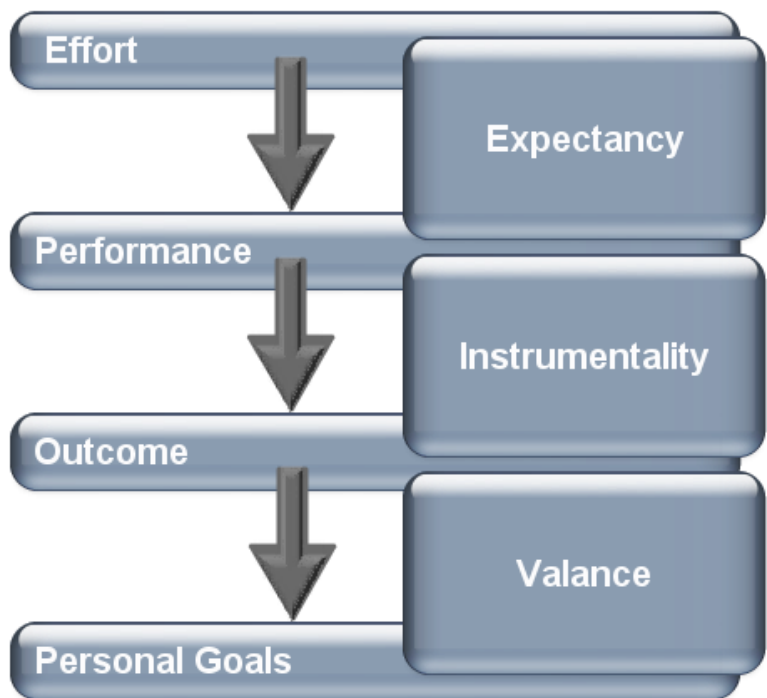 Effort
Expectancy
Performance
Instrumentality
Outcome
Valance
Personal Goals